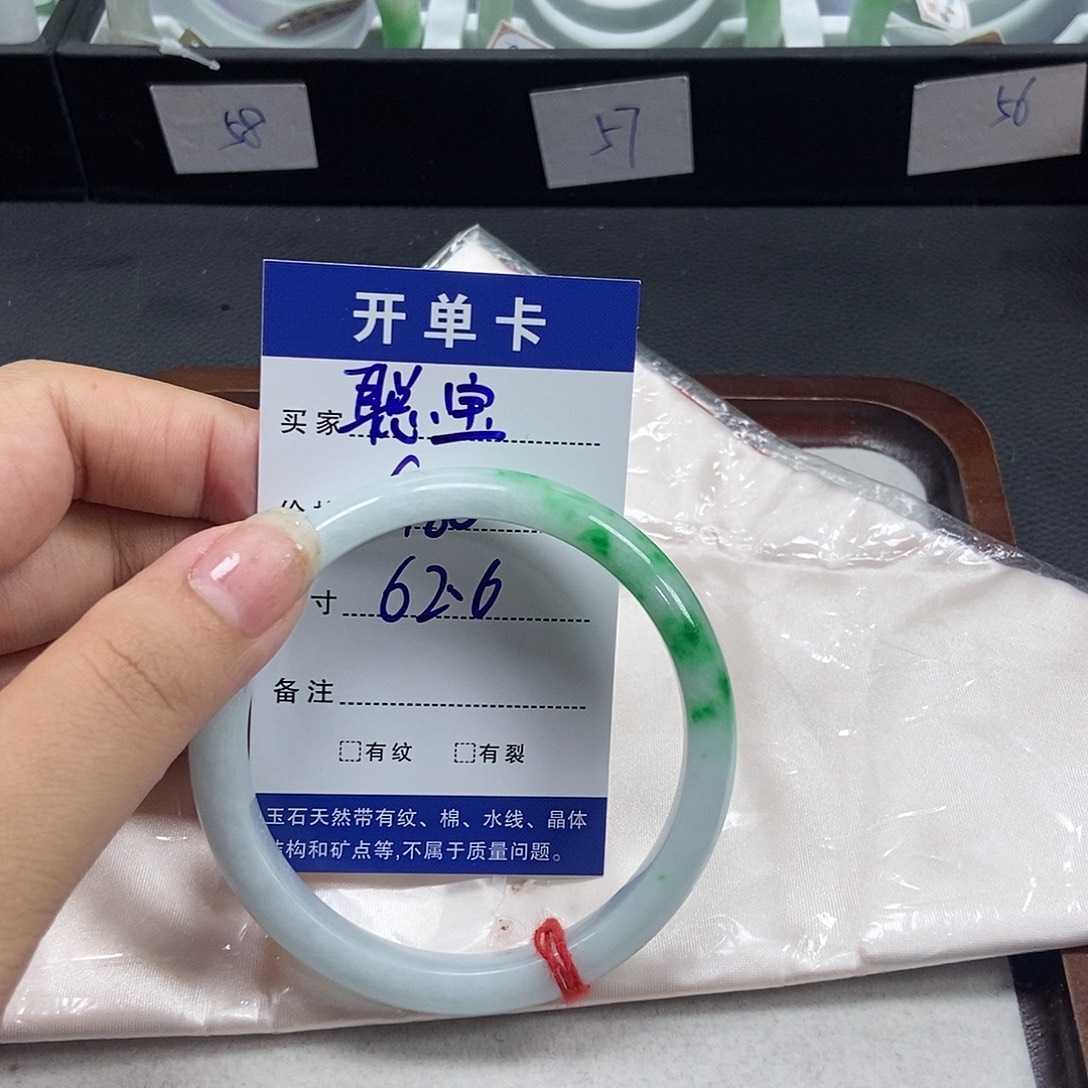 58
57
56
开单卡
买家 聪宝
寸 62.6
备注
有纹 有裂
玉石天然带有纹、棉、水线、晶体
结构和矿点等,不属于质量问题。